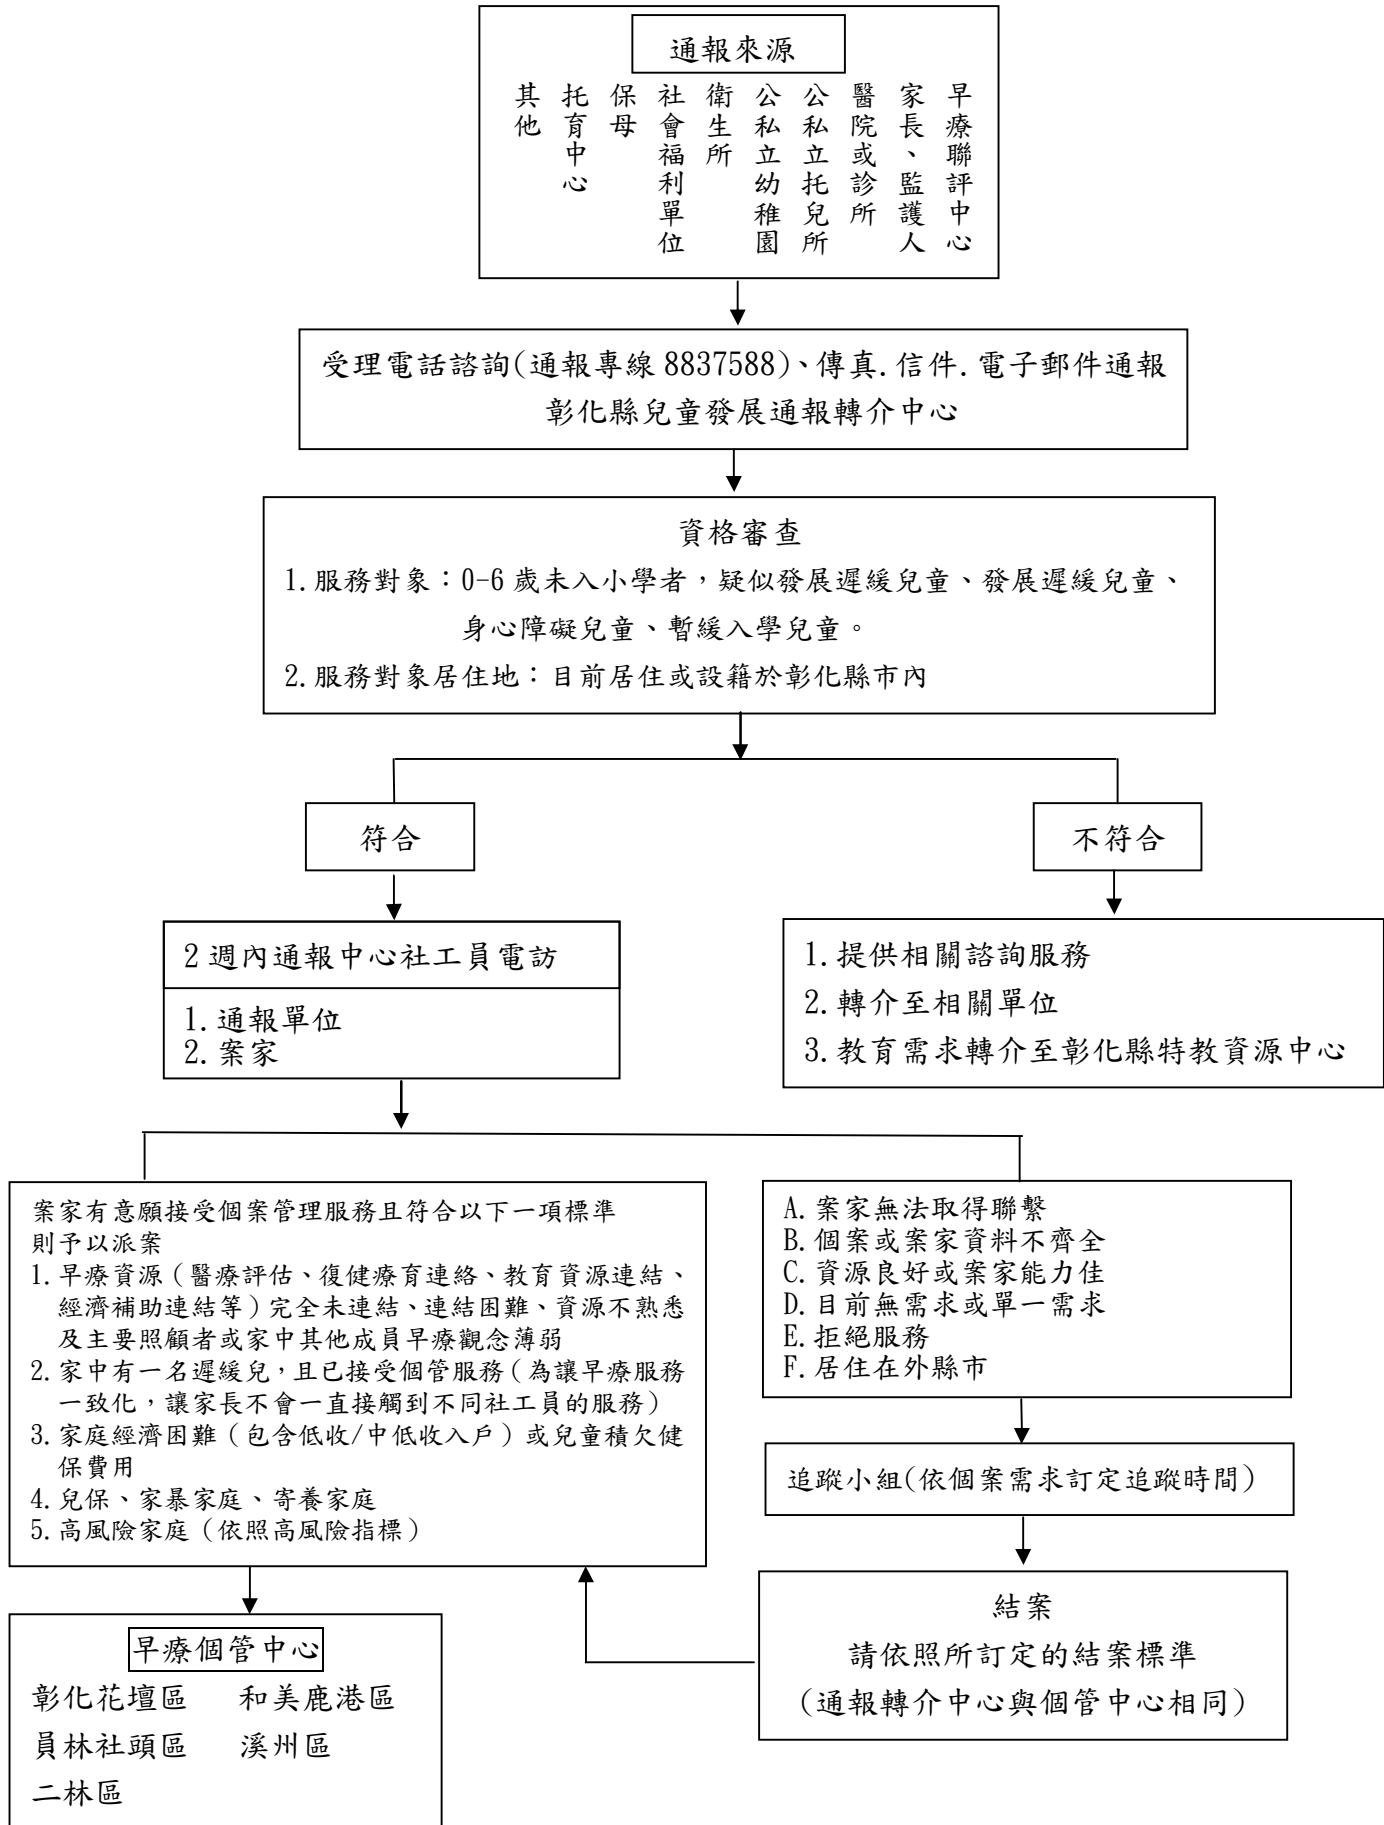 通報來源
早療聯評中心
家長、監護人
醫院或診所
公私立托兒所
公私立幼稚園
衛生所
社會福利單位
保母
托育中心
其他
受理電話諮詢(通報專線 8837588)、傳真.信件.電子郵件通報
彰化縣兒童發展通報轉介中心
資格審查
1.服務對象：0-6 歲未入小學者，疑似發展遲緩兒童、發展遲緩兒童、
身心障礙兒童、暫緩入學兒童。
2.服務對象居住地：目前居住或設籍於彰化縣市內
符合
不符合
2 週內通報中心社工員電訪
1.通報單位
2.案家
1.提供相關諮詢服務
2.轉介至相關單位
3.教育需求轉介至彰化縣特教資源中心
案家有意願接受個案管理服務且符合以下一項標準
則予以派案
1.早療資源（醫療評估、復健療育連絡、教育資源連結、
經濟補助連結等）完全未連結、連結困難、資源不熟悉
及主要照顧者或家中其他成員早療觀念薄弱
2.家中有一名遲緩兒，且已接受個管服務（為讓早療服務
一致化，讓家長不會一直接觸到不同社工員的服務）
3.家庭經濟困難（包含低收/中低收入戶）或兒童積欠健
保費用
4.兒保、家暴家庭、寄養家庭
5.高風險家庭（依照高風險指標）
A.案家無法取得聯繫
B.個案或案家資料不齊全
C.資源良好或案家能力佳
D.目前無需求或單一需求
E.拒絕服務
F.居住在外縣市
追蹤小組(依個案需求訂定追蹤時間)
結案
請依照所訂定的結案標準
(通報轉介中心與個管中心相同)
早療個管中心
彰化花壇區 和美鹿港區
員林社頭區 溪州區
二林區